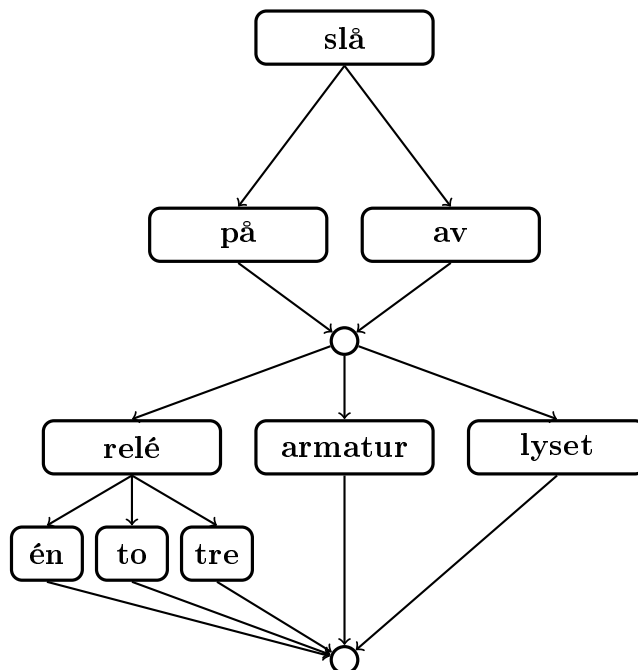 slå
på
av
relé
armatur
lyset
én
to
tre